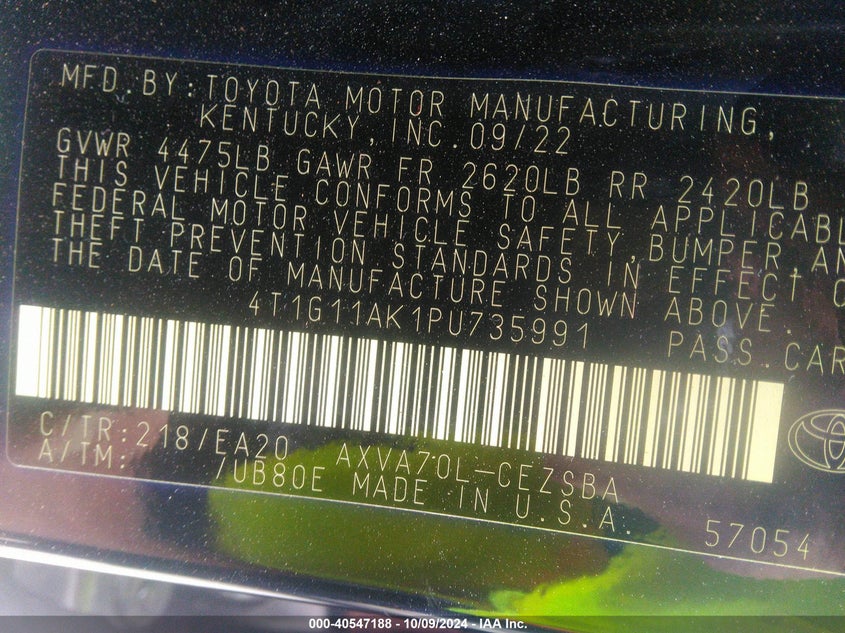 MFD.BY:TOYOTA MOTOR MANUFACTURING,
KENTUCKY,INC.09/22
GVWR 4475LB GAWR FR 2620LB RR 2420LB
THIS VEHICLE CONFORMS TO ALL APPLICABL
FEDERAL MOTOR VEHICLE SAFETY,BUMPER,AN
THEFT PREVENTION STANDARDS IN EFFECT O
THE DATE OF MANUFACTURE SHOWN ABOVE.
4T1G11AK1PU735991 PASS.CAR
C/TR:218/EA20 AXVA70L-CEZSBA
A/TM: /UB80E MADE IN U.S.A. 57054
000-40547188 - 10/09/2024 - IAA Inc.